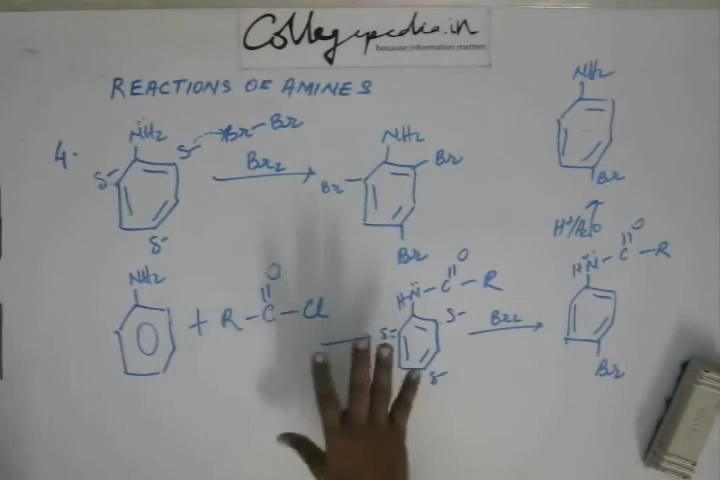 Collegepedia.in
because information matters
REACTIONS OF AMINES
4.
N̈H₂
δ⁻ δ⁻ δ⁻
Br — Br
Br₂
NH₂
Br Br
Br
NH₂
Br
H⁺/H₂O
NH₂
+ R — C — Cl
O
HN̈ — C — R
O
δ⁻ δ⁻ δ⁻
Br₂
HN̈ — C — R
O
Br